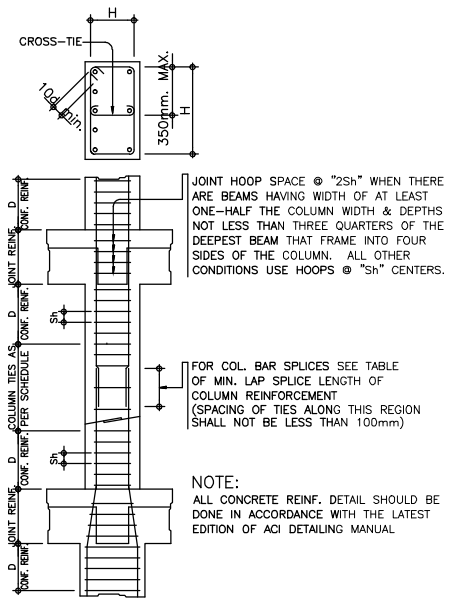 H
CROSS-TIE
10d min.
350mm. MAX.
H
JOINT HOOP SPACE @ "2Sh" WHEN THERE
ARE BEAMS HAVING WIDTH OF AT LEAST
ONE-HALF THE COLUMN WIDTH & DEPTHS
NOT LESS THAN THREE QUARTERS OF THE
DEEPEST BEAM THAT FRAME INTO FOUR
SIDES OF THE COLUMN. ALL OTHER
CONDITIONS USE HOOPS @ "Sh" CENTERS.
D
CONF. REINF.
JOINT REINF.
D
CONF. REINF.
Sh
COLUMN TIES AS
PER SCHEDULE
FOR COL. BAR SPLICES SEE TABLE
OF MIN. LAP SPLICE LENGTH OF
COLUMN REINFORCEMENT
(SPACING OF TIES ALONG THIS REGION
SHALL NOT BE LESS THAN 100mm)
D
CONF. REINF.
Sh
JOINT REINF.
D
CONF. REINF.
NOTE:
ALL CONCRETE REINF. DETAIL SHOULD BE
DONE IN ACCORDANCE WITH THE LATEST
EDITION OF ACI DETAILING MANUAL